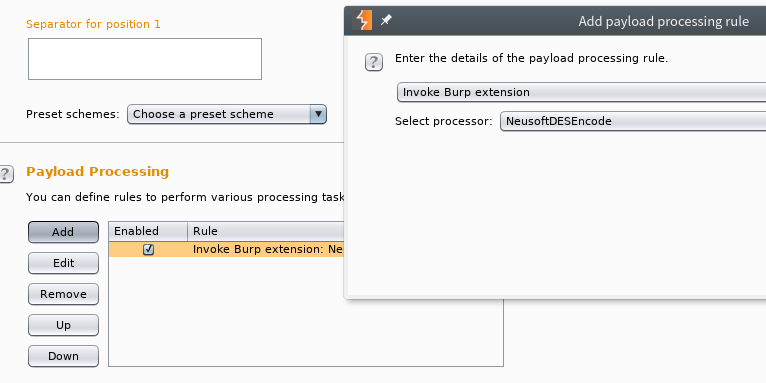 Separator for position 1
Preset schemes: Choose a preset scheme
? Payload Processing
You can define rules to perform various processing task
Add
Edit
Remove
Up
Down
Enabled Rule
Invoke Burp extension: Ne
Add payload processing rule
? Enter the details of the payload processing rule.
Invoke Burp extension
Select processor: NeusoftDESEncode